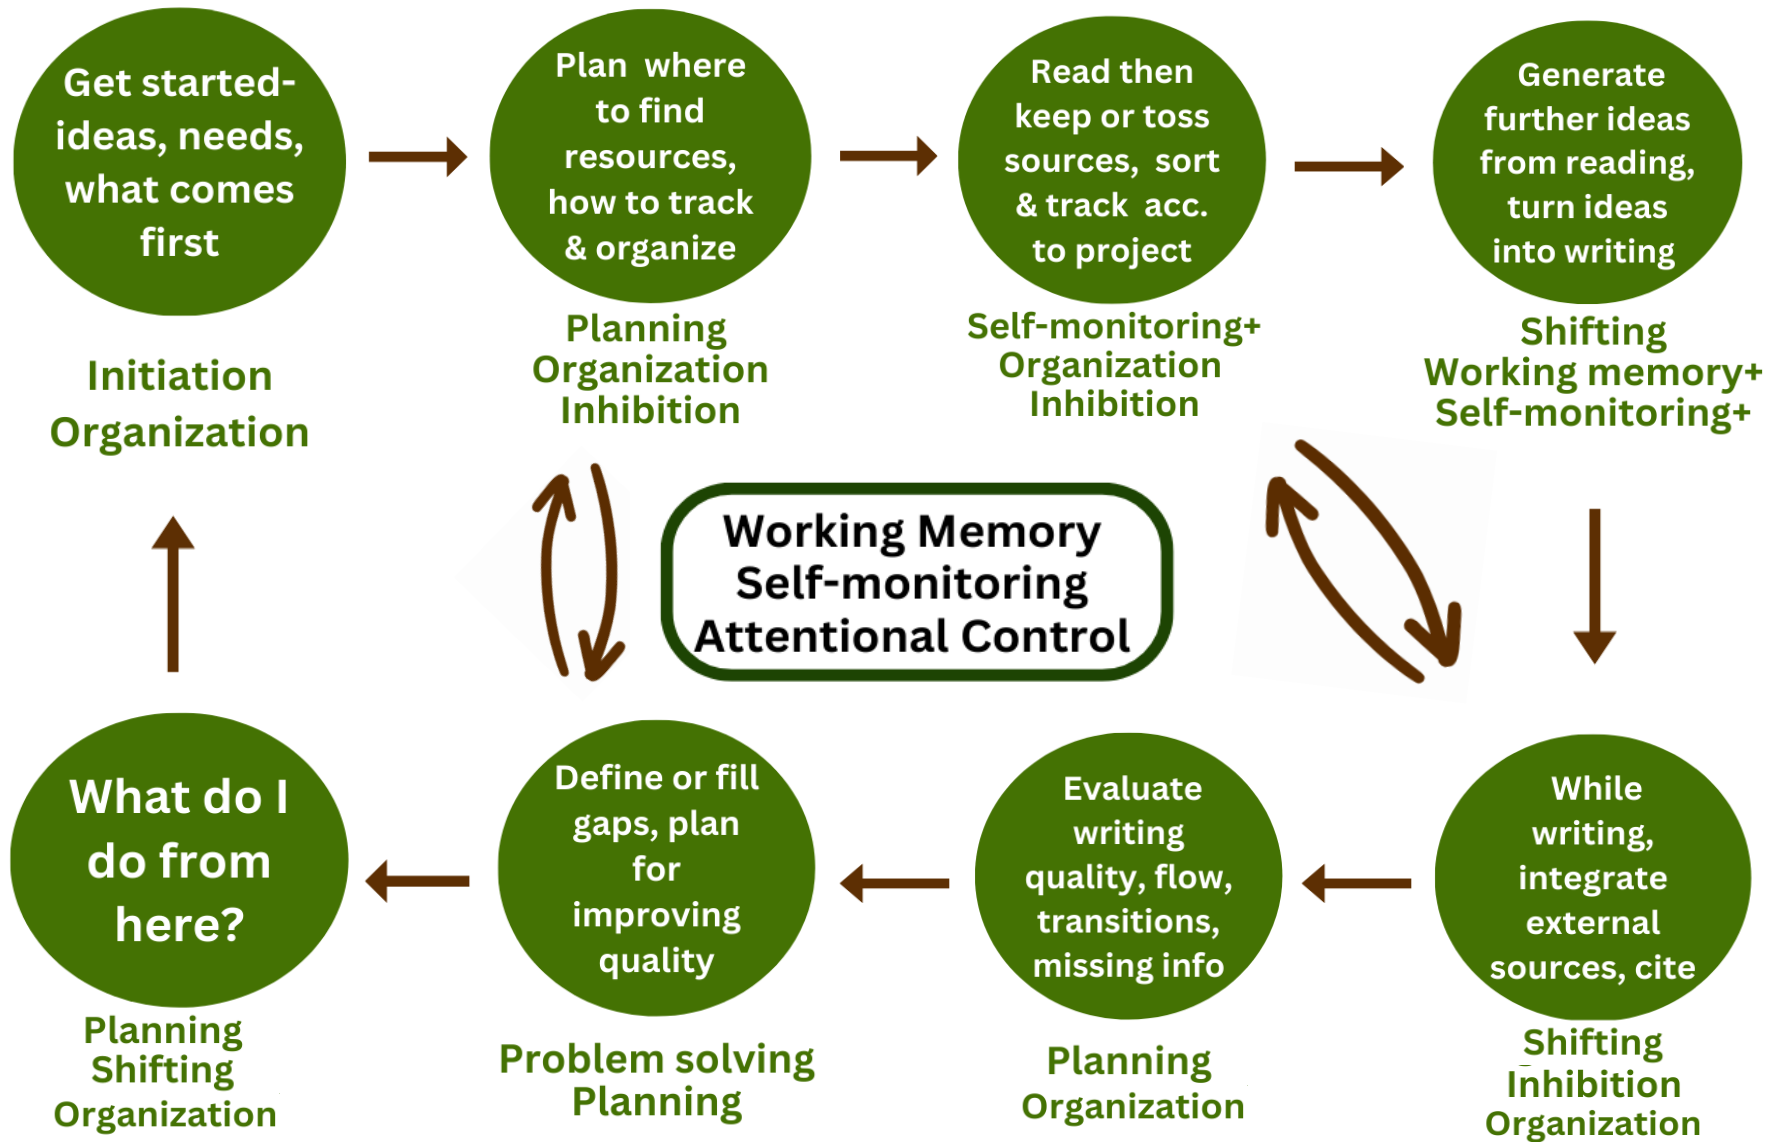 Get started-
ideas, needs,
what comes
first
Initiation
Organization
Plan where
to find
resources,
how to track
& organize
Planning
Organization
Inhibition
Read then
keep or toss
sources, sort
& track acc.
to project
Self-monitoring+
Organization
Inhibition
Generate
further ideas
from reading,
turn ideas
into writing
Shifting
Working memory+
Self-monitoring+
Working Memory
Self-monitoring
Attentional Control
While
writing,
integrate
external
sources, cite
Shifting
Inhibition
Organization
Evaluate
writing
quality, flow,
transitions,
missing info
Planning
Organization
Define or fill
gaps, plan
for
improving
quality
Problem solving
Planning
What do I
do from
here?
Planning
Shifting
Organization